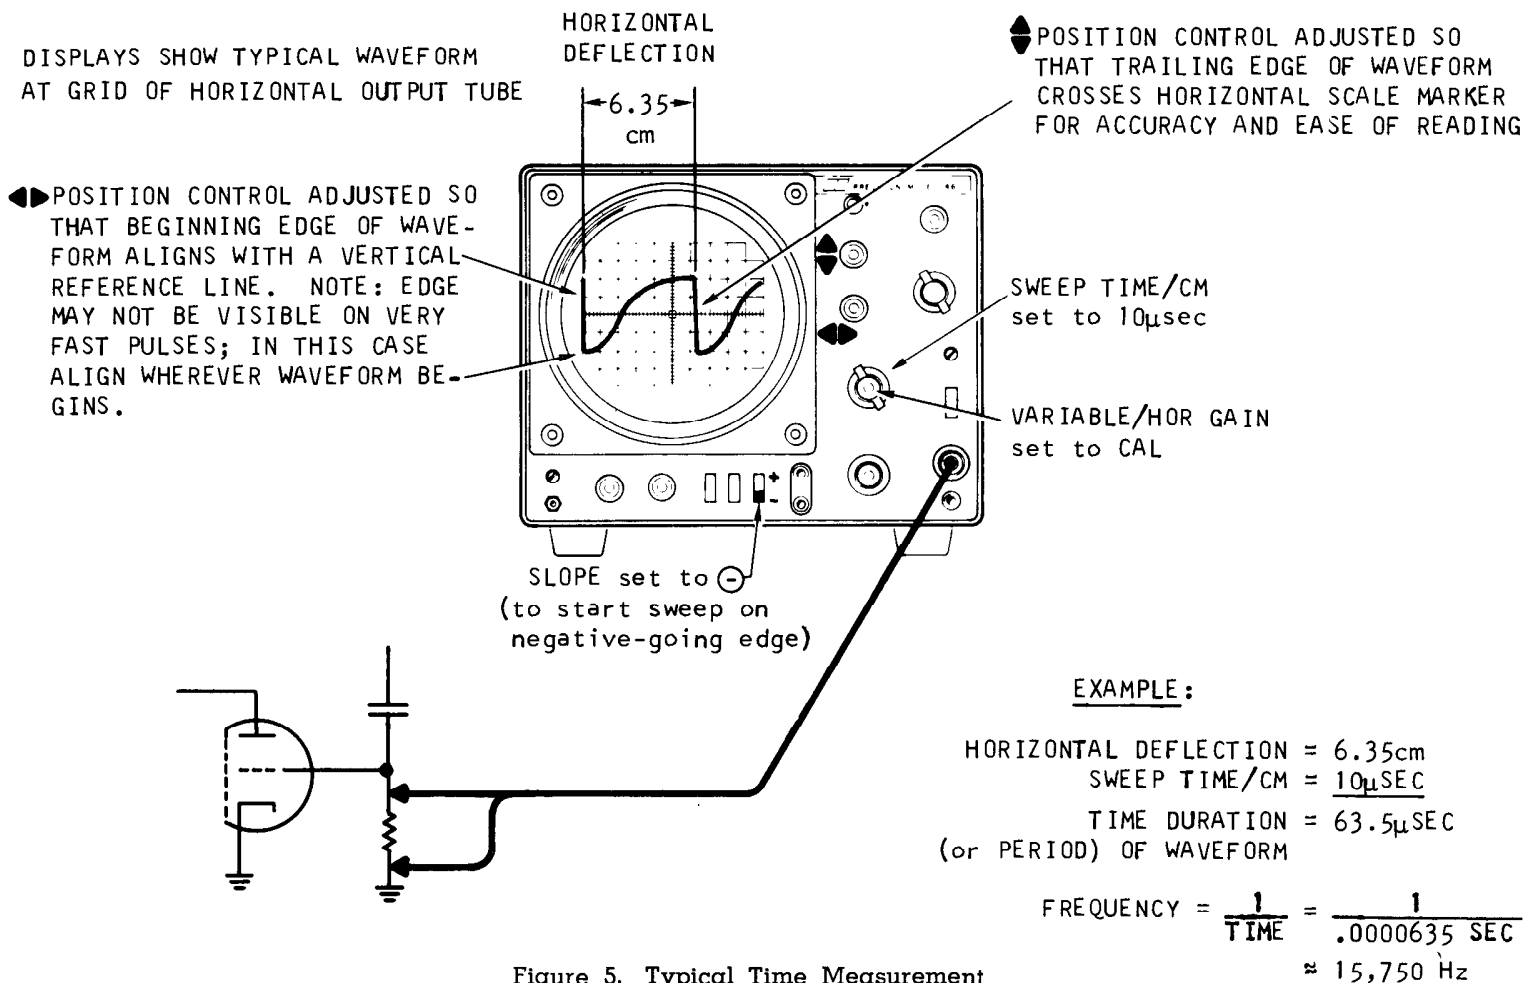 DISPLAYS SHOW TYPICAL WAVEFORM
AT GRID OF HORIZONTAL OUTPUT TUBE
HORIZONTAL
DEFLECTION
6.35
cm
POSITION CONTROL ADJUSTED SO
THAT TRAILING EDGE OF WAVEFORM
CROSSES HORIZONTAL SCALE MARKER
FOR ACCURACY AND EASE OF READING
POSITION CONTROL ADJUSTED SO
THAT BEGINNING EDGE OF WAVE-
FORM ALIGNS WITH A VERTICAL
REFERENCE LINE. NOTE: EDGE
MAY NOT BE VISIBLE ON VERY
FAST PULSES; IN THIS CASE
ALIGN WHEREVER WAVEFORM BE-
GINS.
SWEEP TIME/CM
set to 10μsec
VARIABLE/HOR GAIN
set to CAL
+
-
SLOPE set to -
(to start sweep on
negative-going edge)
EXAMPLE:
HORIZONTAL DEFLECTION = 6.35cm
SWEEP TIME/CM = 10μSEC
TIME DURATION = 63.5μSEC
(or PERIOD) OF WAVEFORM
FREQUENCY = 1/TIME = 1/.0000635 SEC
≈ 15,750 Hz
Figure 5. Typical Time Measurement